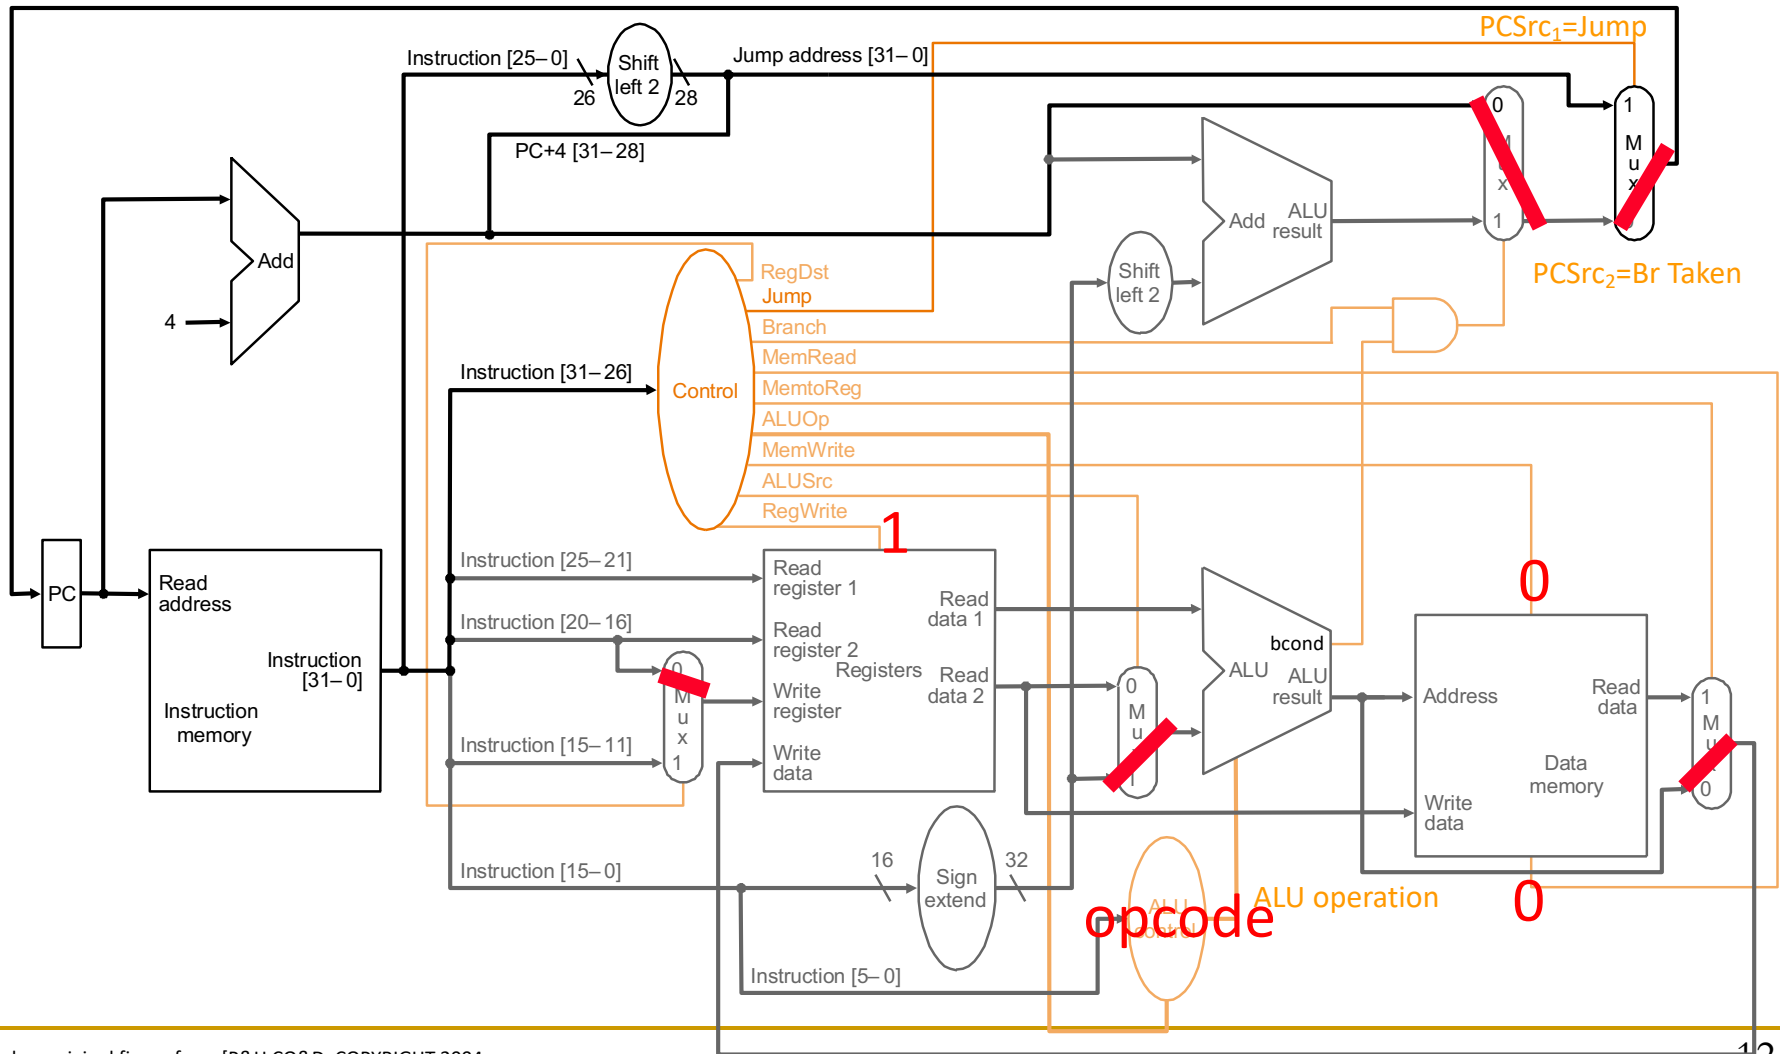 PCSrc1=Jump
Instruction [25–0]
Shift
left 2
Jump address [31–0]
26
28
PC+4 [31–28]
0
1
M
u
x
1
M
u
x
Add
4
Add
ALU
result
1
Shift
left 2
PCSrc2=Br Taken
RegDst
Jump
Branch
MemRead
MemtoReg
ALUOp
MemWrite
ALUSrc
RegWrite
Control
Instruction [31–26]
1
0
PC
Read
address
Instruction
[31–0]
Instruction
memory
Instruction [25–21]
Instruction [20–16]
Instruction [15–11]
Instruction [15–0]
0
M
u
x
1
Read
register 1
Read
register 2
Registers
Write
register
Write
data
Read
data 1
Read
data 2
0
M
u
bcond
ALU
ALU
result
Address
Read
data
Data
memory
Write
data
1
M
u
0
16
32
Sign
extend
ALU
control
opcode
ALU operation
0
Instruction [5–0]